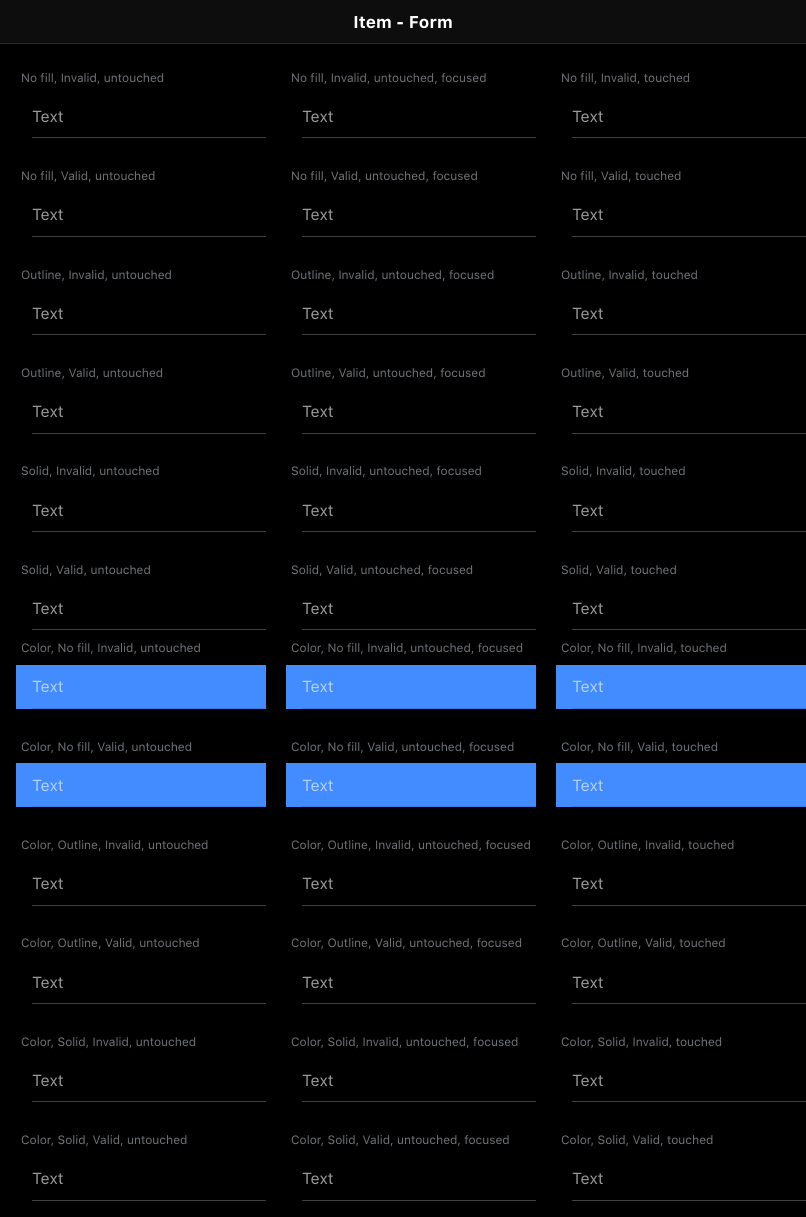 Item - Form
No fill, Invalid, untouched
No fill, Invalid, untouched, focused
No fill, Invalid, touched
Text
Text
Text
No fill, Valid, untouched
No fill, Valid, untouched, focused
No fill, Valid, touched
Text
Text
Text
Outline, Invalid, untouched
Outline, Invalid, untouched, focused
Outline, Invalid, touched
Text
Text
Text
Outline, Valid, untouched
Outline, Valid, untouched, focused
Outline, Valid, touched
Text
Text
Text
Solid, Invalid, untouched
Solid, Invalid, untouched, focused
Solid, Invalid, touched
Text
Text
Text
Solid, Valid, untouched
Solid, Valid, untouched, focused
Solid, Valid, touched
Text
Text
Text
Color, No fill, Invalid, untouched
Color, No fill, Invalid, untouched, focused
Color, No fill, Invalid, touched
Text
Text
Text
Color, No fill, Valid, untouched
Color, No fill, Valid, untouched, focused
Color, No fill, Valid, touched
Text
Text
Text
Color, Outline, Invalid, untouched
Color, Outline, Invalid, untouched, focused
Color, Outline, Invalid, touched
Text
Text
Text
Color, Outline, Valid, untouched
Color, Outline, Valid, untouched, focused
Color, Outline, Valid, touched
Text
Text
Text
Color, Solid, Invalid, untouched
Color, Solid, Invalid, untouched, focused
Color, Solid, Invalid, touched
Text
Text
Text
Color, Solid, Valid, untouched
Color, Solid, Valid, untouched, focused
Color, Solid, Valid, touched
Text
Text
Text